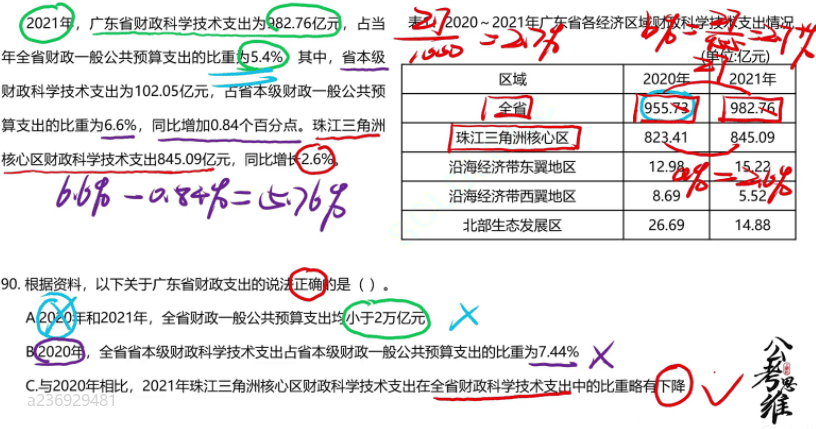 2021年，广东省财政科学技术支出为982.76亿元，占当
年全省财政一般公共预算支出的比重为5.4%。其中，省本级
财政科学技术支出为102.05亿元，占省本级财政一般公共预
算支出的比重为6.6%，同比增加0.84个百分点。珠江三角洲
核心区财政科学技术支出845.09亿元，同比增长2.6%。
6.6%-0.84%=5.76%
表1 2020～2021年广东省各经济区域财政科学技术支出情况
(单位:亿元)
27/1000=2.7%
区域 2020年 2021年
全省 955.73 982.76
珠江三角洲核心区 823.41 845.09
沿海经济带东翼地区 12.98 15.22
沿海经济带西翼地区 8.69 5.52
北部生态发展区 26.69 14.88
a%=2.6%
90. 根据资料，以下关于广东省财政支出的说法正确的是（ ）。
A.2020年和2021年，全省财政一般公共预算支出均小于2万亿元
B.2020年，全省省本级财政科学技术支出占省本级财政一般公共预算支出的比重为7.44%
C.与2020年相比，2021年珠江三角洲核心区财政科学技术支出在全省财政科学技术支出中的比重略有下降
a236929481
公考思维